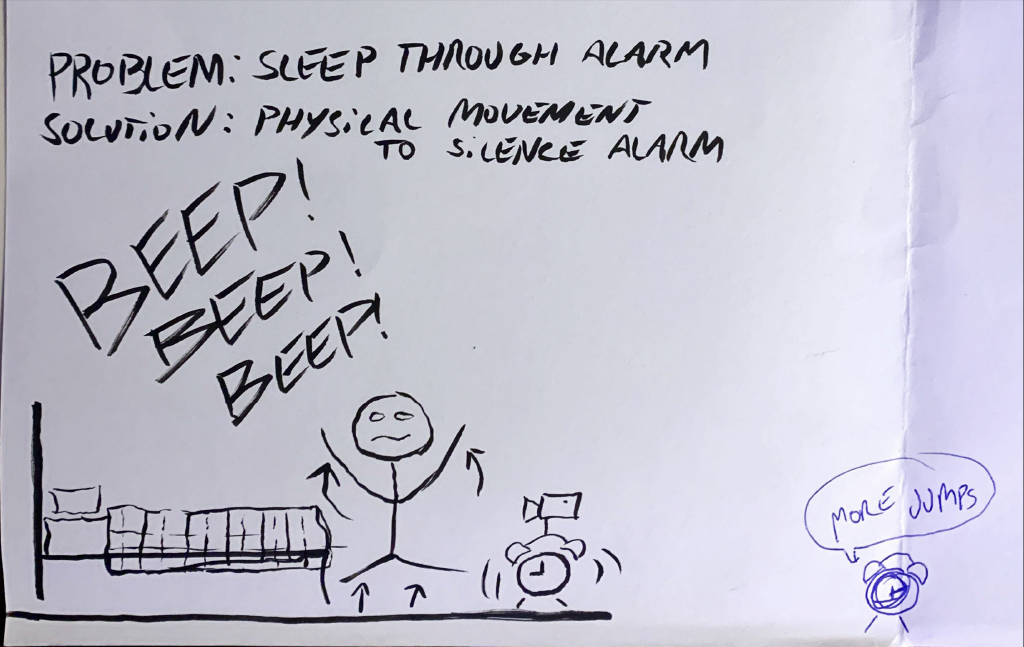 PROBLEM: SLEEP THROUGH ALARM
SOLUTION: PHYSICAL MOVEMENT
TO SILENCE ALARM
BEEP!
BEEP!
BEEP!
MORE JUMPS